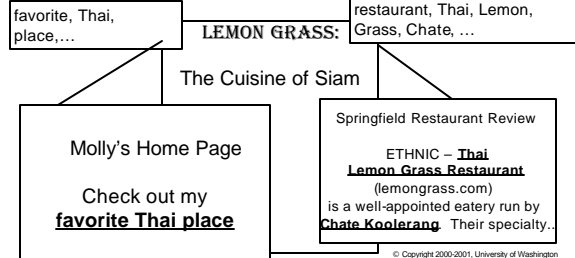 favorite, Thai,
place,...
restaurant, Thai, Lemon,
Grass, Chate, ...
LEMON GRASS:
The Cuisine of Siam
Molly's Home Page
Check out my
favorite Thai place
Springfield Restaurant Review
ETHNIC – Thai
Lemon Grass Restaurant
(lemongrass.com)
is a well-appointed eatery run by
Chate Koolerang. Their specialty..
© Copyright 2000-2001, University of Washington